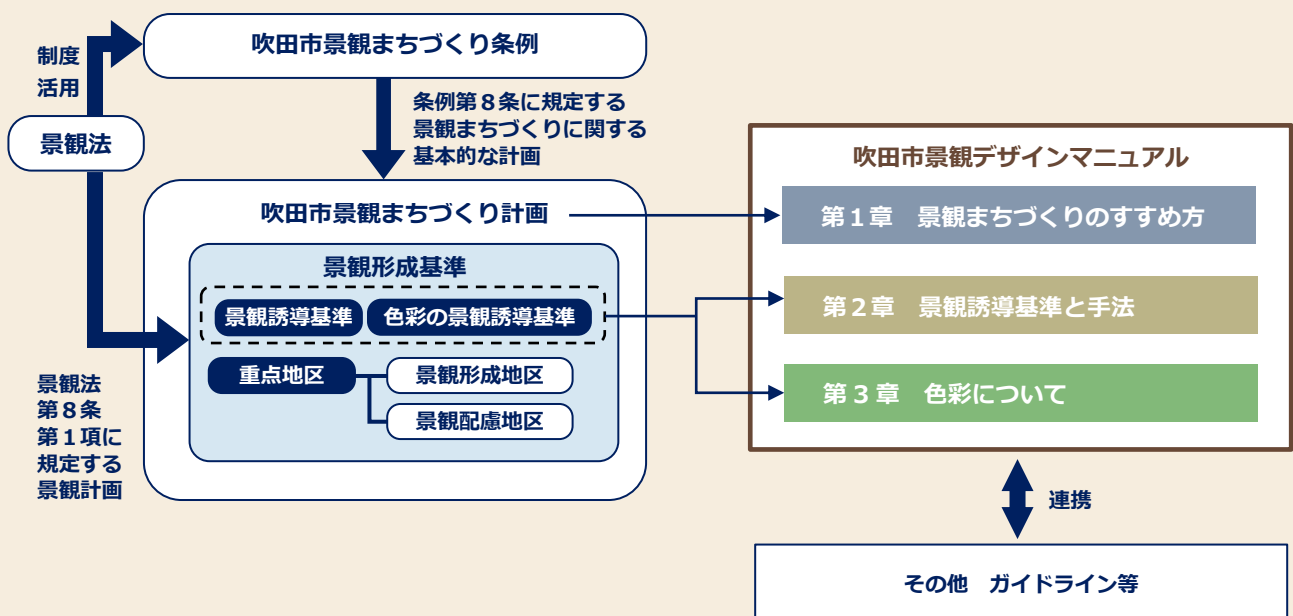 制度
活用
吹田市景観まちづくり条例
景観法
条例第８条に規定する
景観まちづくりに関する
基本的な計画
景観法
第８条
第１項に
規定する
景観計画
吹田市景観まちづくり計画
景観形成基準
景観誘導基準
色彩の景観誘導基準
重点地区
景観形成地区
景観配慮地区
吹田市景観デザインマニュアル
第１章　景観まちづくりのすすめ方
第２章　景観誘導基準と手法
第３章　色彩について
連携
その他　ガイドライン等